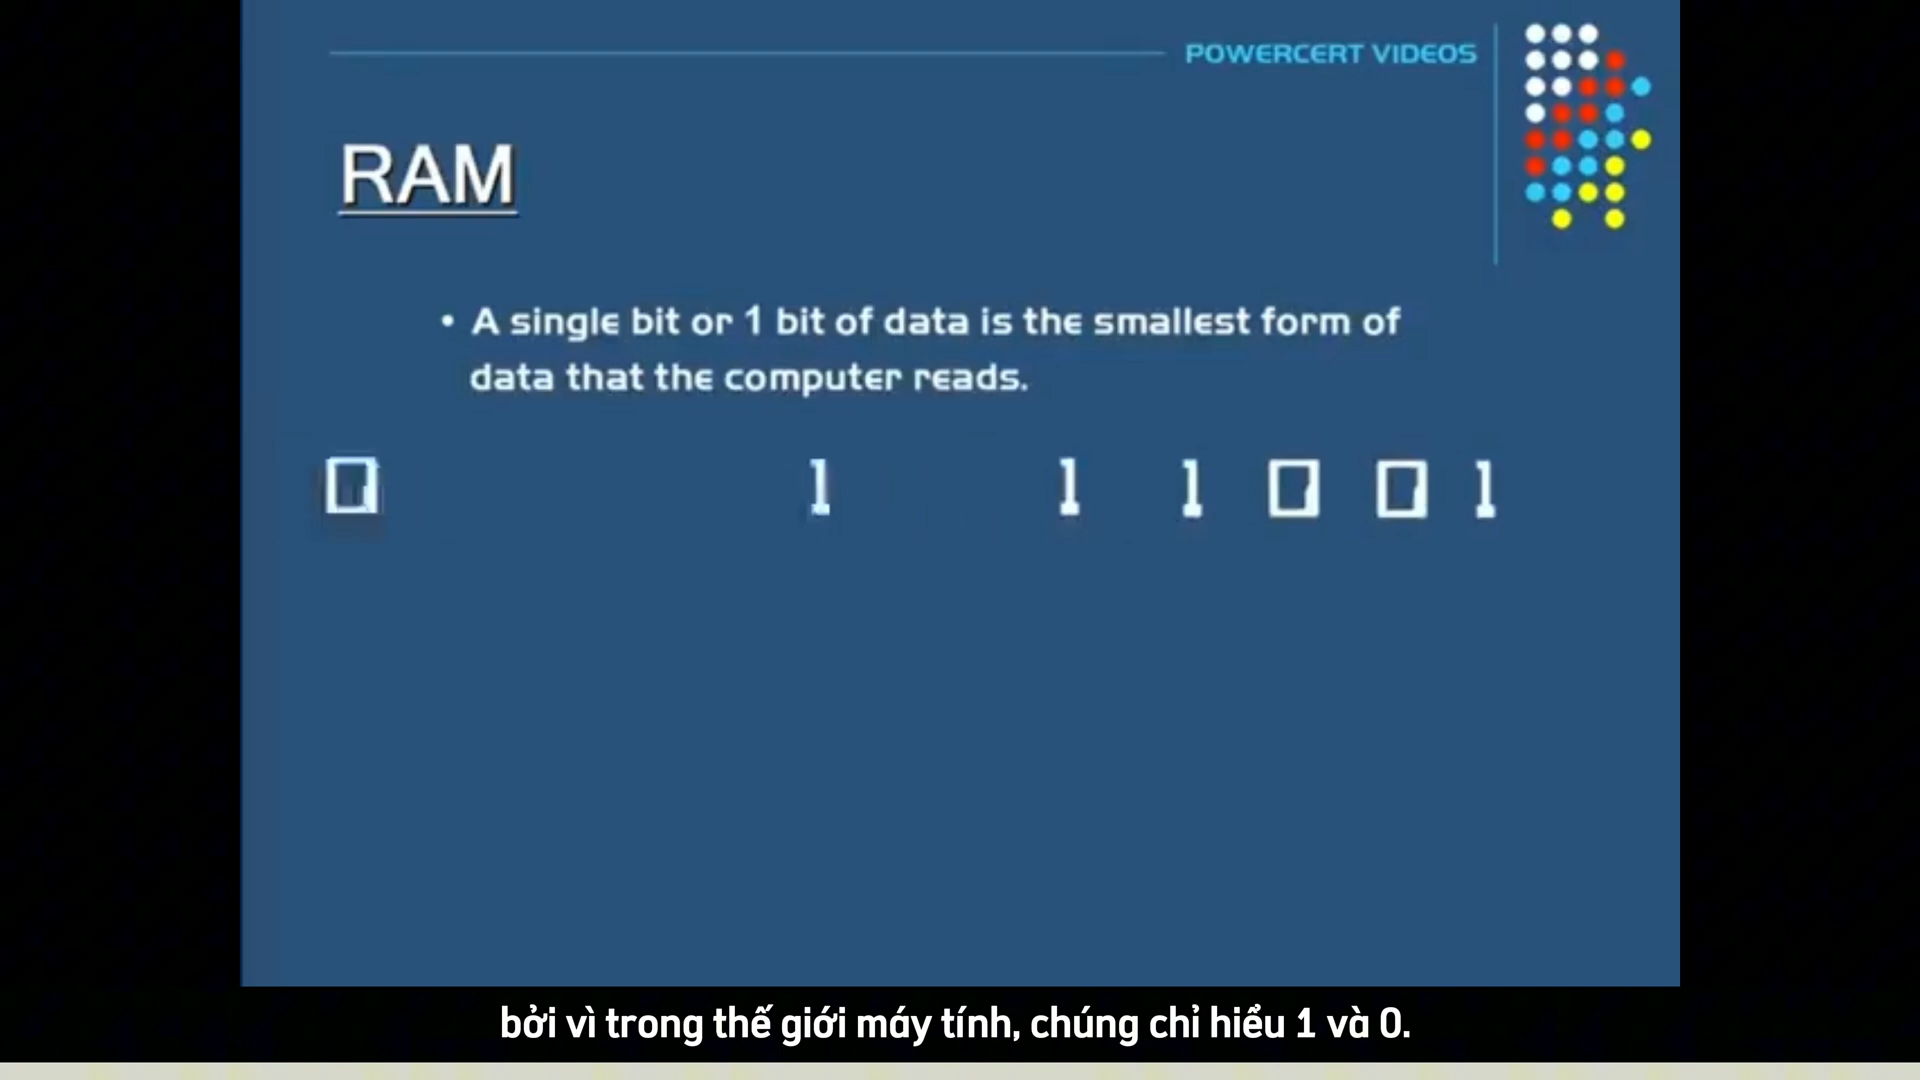 POWERCERT VIDEOS
RAM
• A single bit or 1 bit of data is the smallest form of
data that the computer reads.
0 1 1 1 0 0 1
bởi vì trong thế giới máy tính, chúng chỉ hiểu 1 và 0.